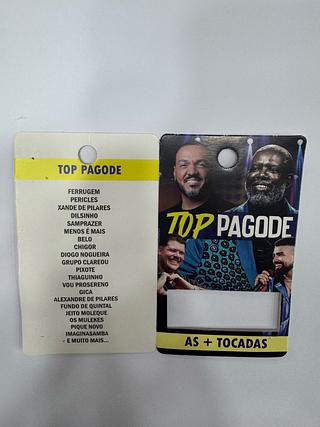 TOP PAGODE
FERRUGEM
PERICLES
XANDE DE PILARES
DILSINHO
SAMPRAZER
MENOS É MAIS
BELO
CHIGOR
DIOGO NOGUEIRA
GRUPO CLAREOU
PIXOTE
THIAGUINHO
VOU PROSERENO
GICA
ALEXANDRE DE PILARES
FUNDO DE QUINTAL
JEITO MOLEQUE
OS MULEKES
PIQUE NOVO
IMAGINASAMBA
- E MUITO MAIS...
TOP PAGODE
AS + TOCADAS